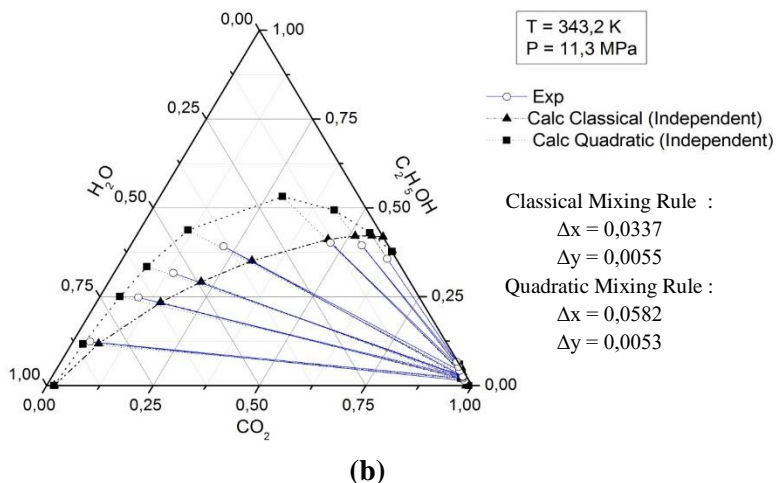 T = 343,2 K
P = 11,3 MPa
Exp
Calc Classical (Independent)
Calc Quadratic (Independent)
Classical Mixing Rule :
Δx = 0,0337
Δy = 0,0055
Quadratic Mixing Rule :
Δx = 0,0582
Δy = 0,0053
0,00
1,00
0,25
0,75
H₂O
C₂H₅OH
0,50
0,50
0,75
0,25
1,00
0,00
0,00
0,25
0,50
0,75
1,00
CO₂
(b)